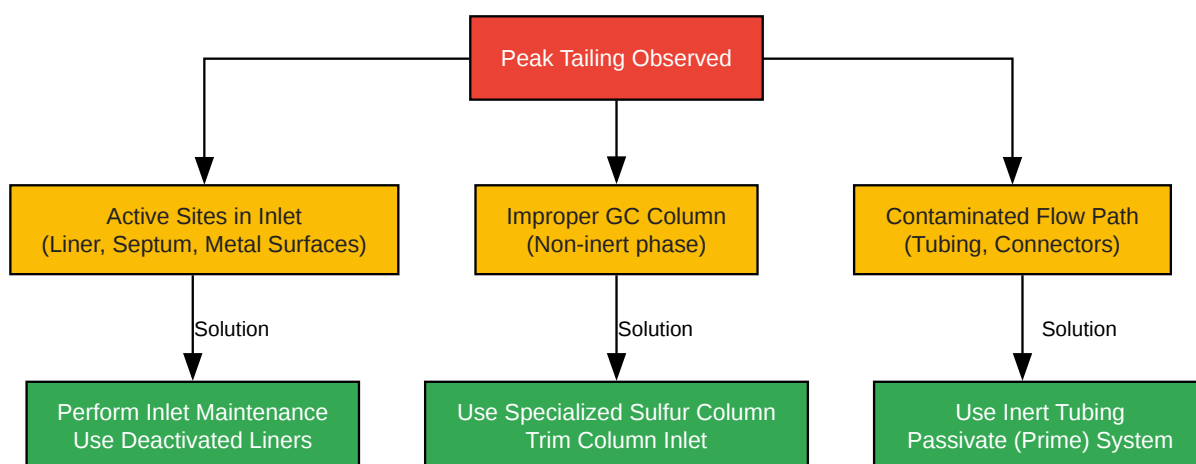 Peak Tailing Observed
Active Sites in Inlet
(Liner, Septum, Metal Surfaces)
Improper GC Column
(Non-inert phase)
Contaminated Flow Path
(Tubing, Connectors)
Solution
Solution
Solution
Perform Inlet Maintenance
Use Deactivated Liners
Use Specialized Sulfur Column
Trim Column Inlet
Use Inert Tubing
Passivate (Prime) System